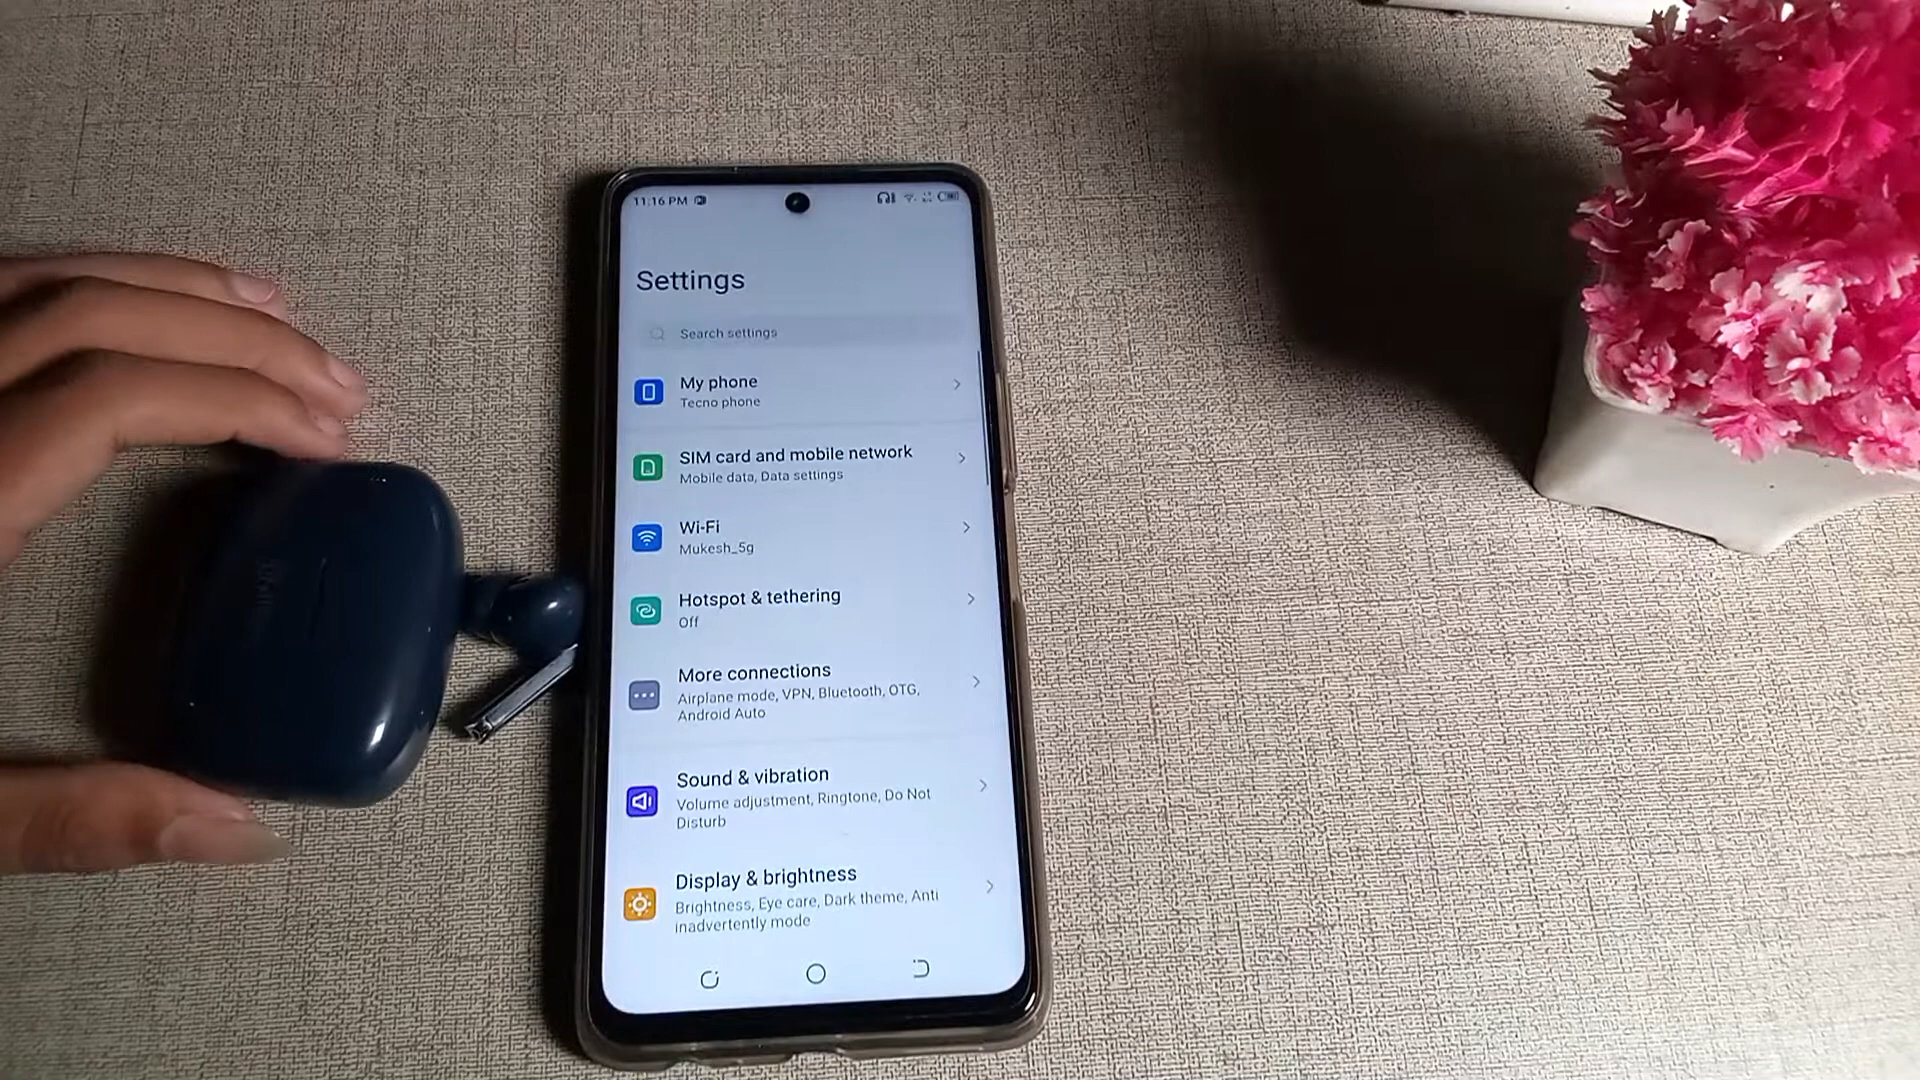 11:16 PM
Settings
Search settings
My phone
Tecno phone
SIM card and mobile network
Mobile data, Data settings
Wi-Fi
Mukesh_5g
Hotspot & tethering
Off
More connections
Airplane mode, VPN, Bluetooth, OTG,
Android Auto
Sound & vibration
Volume adjustment, Ringtone, Do Not
Disturb
Display & brightness
Brightness, Eye care, Dark theme, Anti
inadvertently mode